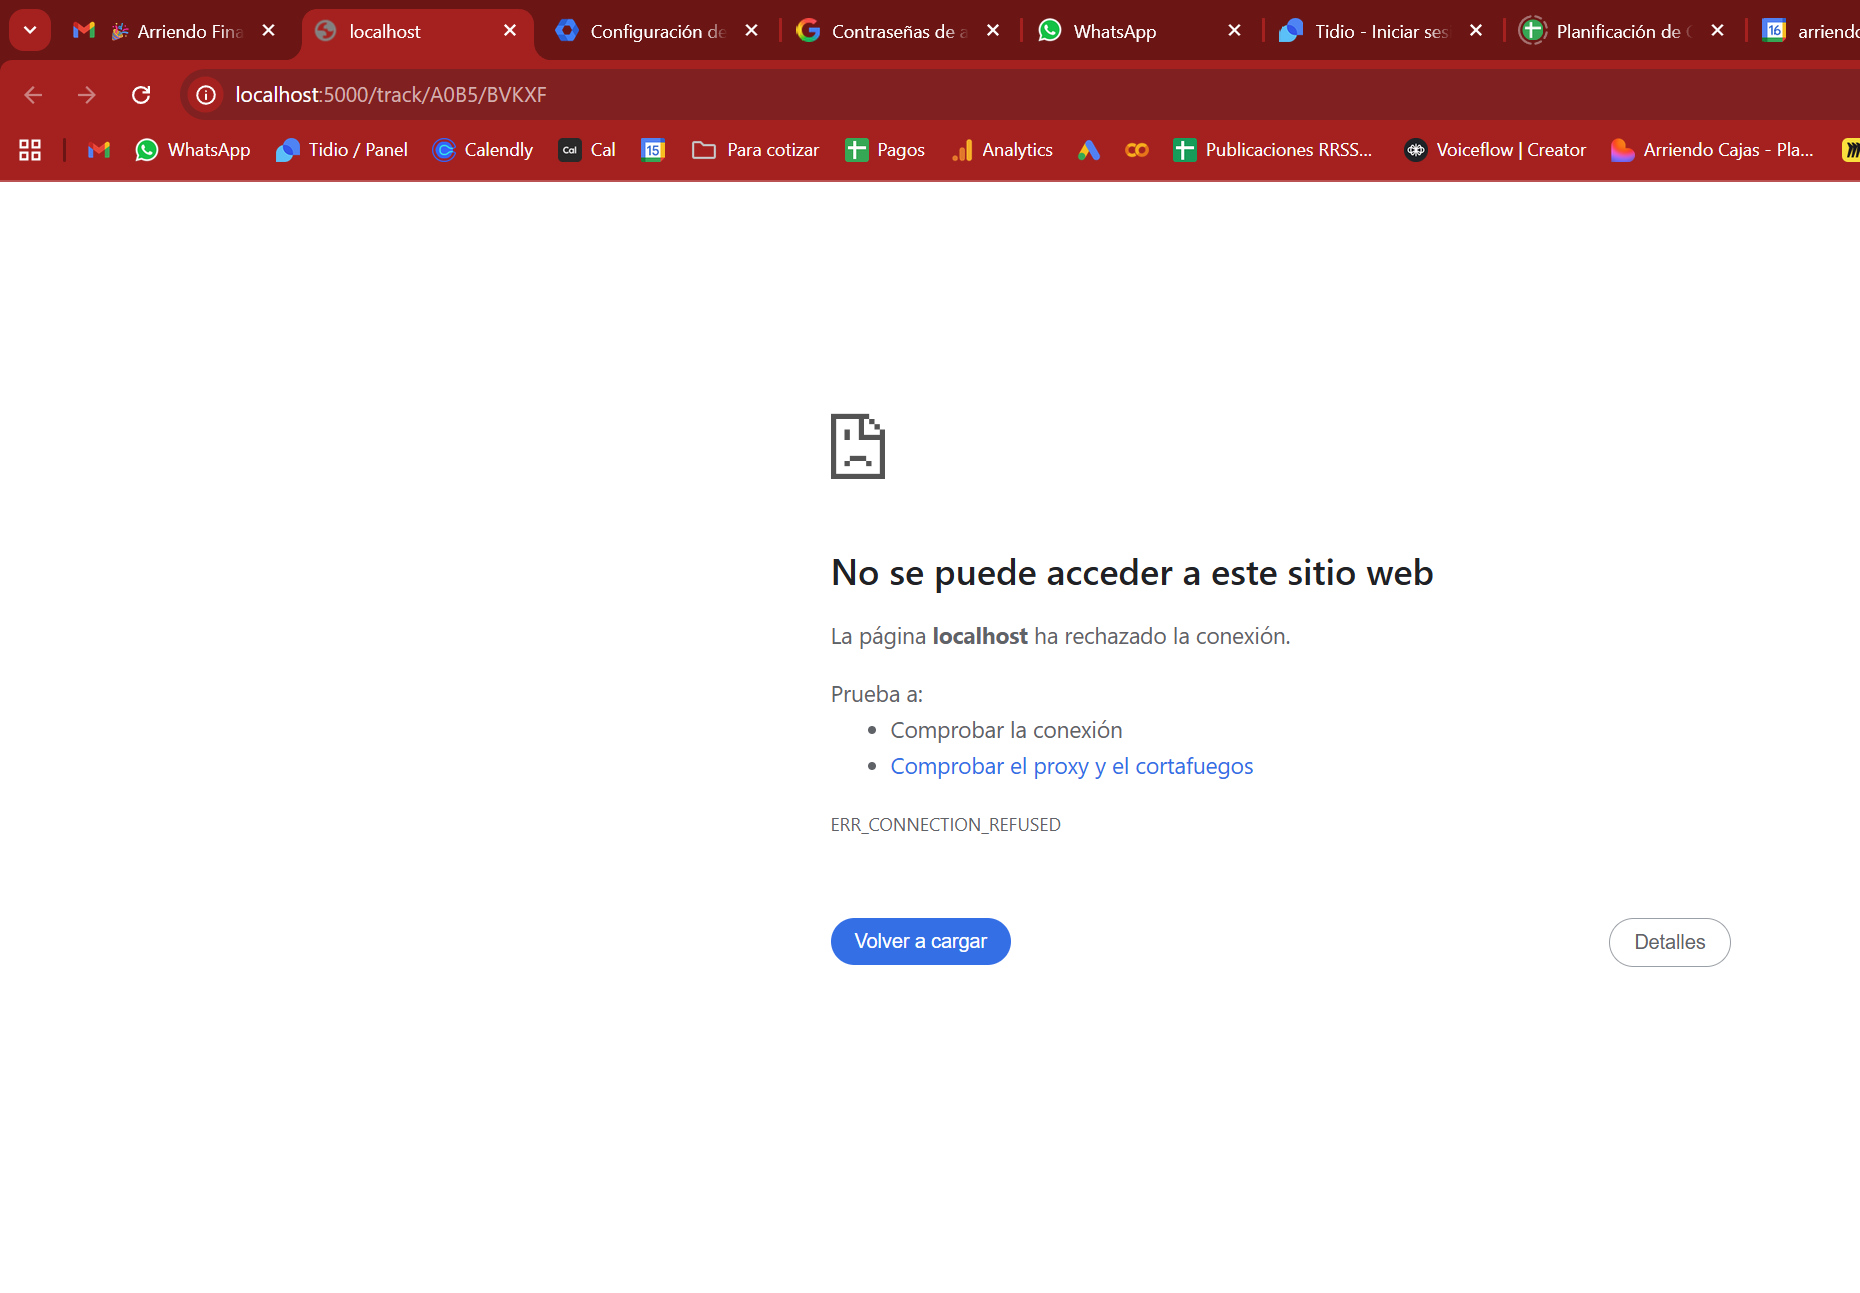 Arriendo Fina
localhost
Configuración de
Contraseñas de a
WhatsApp
Tidio - Iniciar ses
Planificación de C
16
arriendo
localhost:5000/track/A0B5/BVKXF
WhatsApp
Tidio / Panel
Calendly
Cal
Cal
15
Para cotizar
Pagos
Analytics
Publicaciones RRSS...
Voiceflow | Creator
Arriendo Cajas - Pla...
No se puede acceder a este sitio web
La página localhost ha rechazado la conexión.
Prueba a:
• Comprobar la conexión
• Comprobar el proxy y el cortafuegos
ERR_CONNECTION_REFUSED
Volver a cargar
Detalles